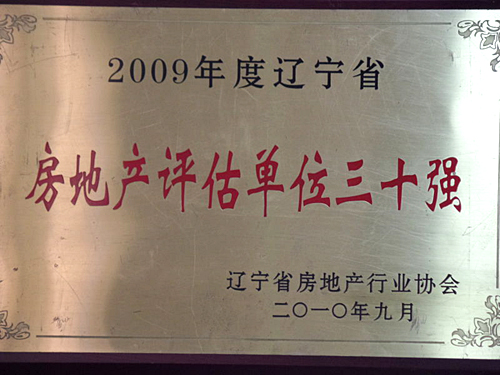 2009年度辽宁省
房地产评估单位三十强
辽宁省房地产行业协会
二〇一〇年九月